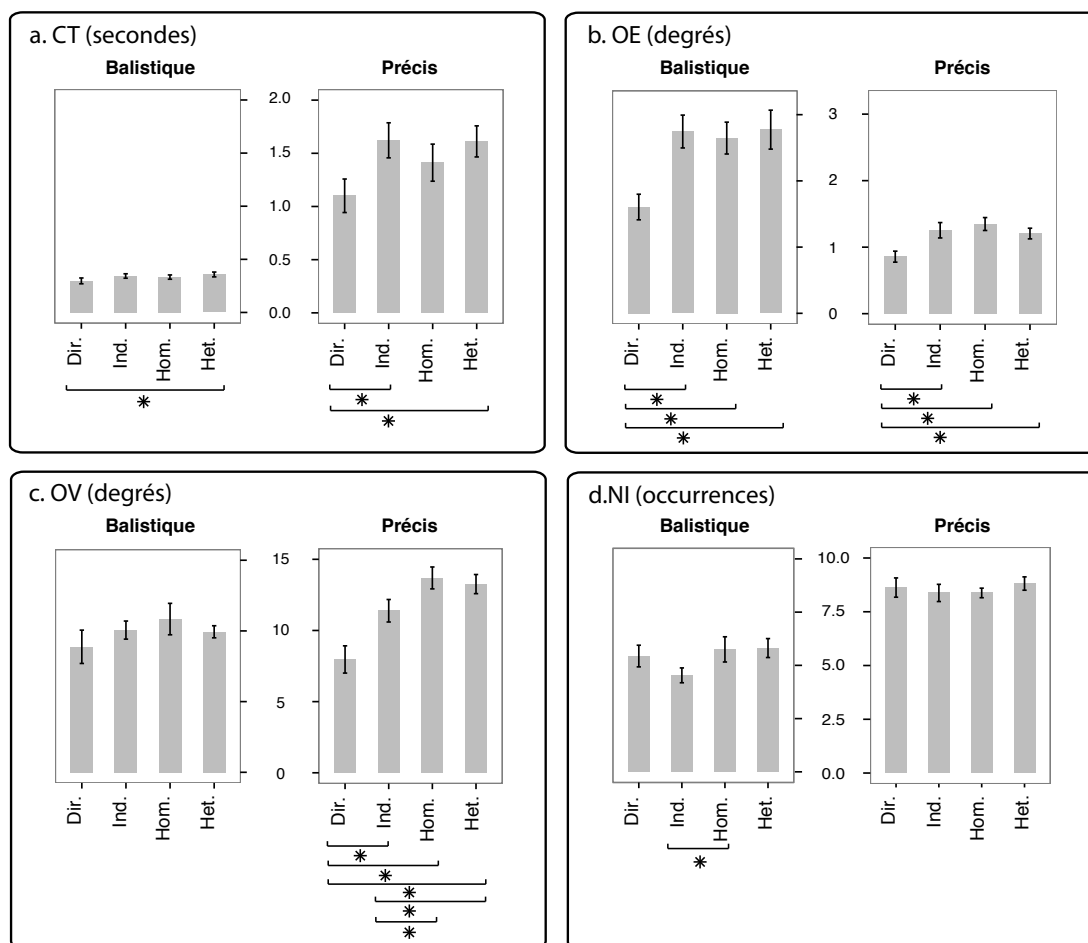 a. CT (secondes)
Balistique
Précis
2.0
1.5
1.0
0.5
0.0
Dir.
Ind.
Hom.
Het.
Dir.
Ind.
Hom.
Het.
*
*
*
b. OE (degrés)
Balistique
Précis
3
2
1
0
Dir.
Ind.
Hom.
Het.
Dir.
Ind.
Hom.
Het.
*
*
*
*
*
*
c. OV (degrés)
Balistique
Précis
15
10
5
0
Dir.
Ind.
Hom.
Het.
Dir.
Ind.
Hom.
Het.
*
*
*
*
*
d.NI (occurrences)
Balistique
Précis
10.0
7.5
5.0
2.5
0.0
Dir.
Ind.
Hom.
Het.
Dir.
Ind.
Hom.
Het.
*